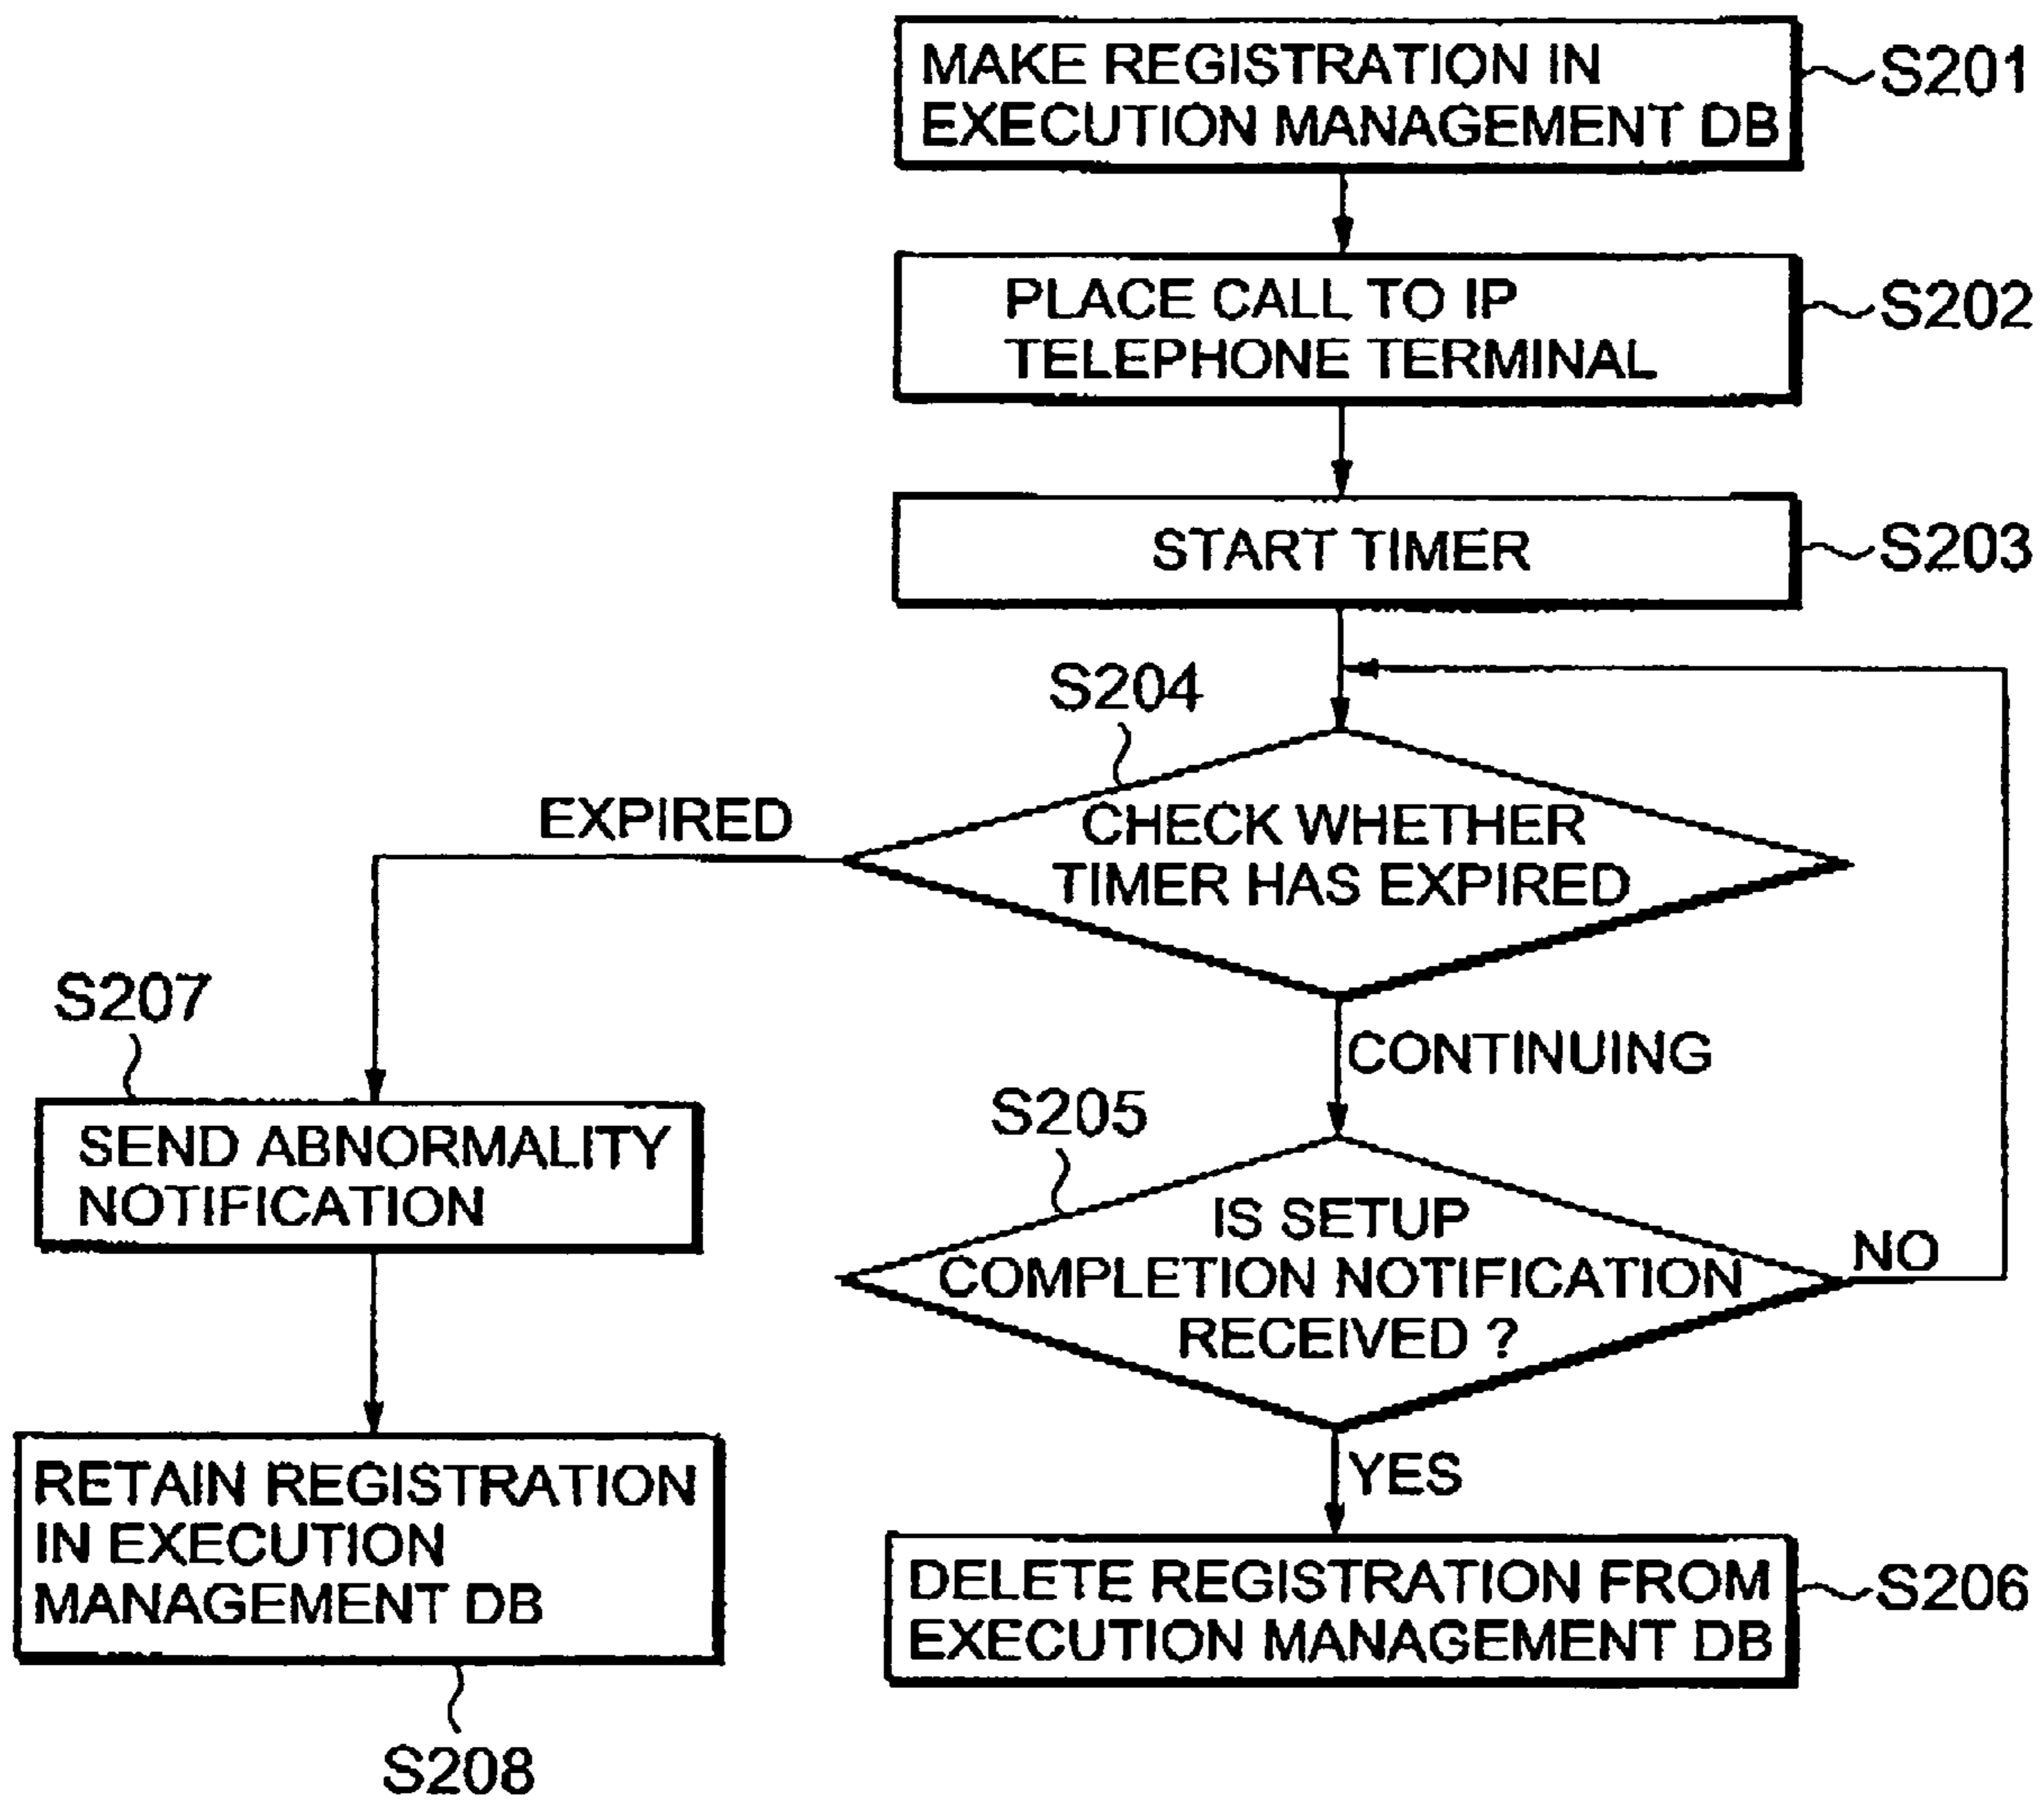 MAKE REGISTRATION IN
EXECUTION MANAGEMENT DB
S201
PLACE CALL TO IP
TELEPHONE TERMINAL
S202
START TIMER
S203
S204
CHECK WHETHER
TIMER HAS EXPIRED
EXPIRED
CONTINUING
S207
SEND ABNORMALITY
NOTIFICATION
S205
IS SETUP
COMPLETION NOTIFICATION
RECEIVED ?
NO
YES
RETAIN REGISTRATION
IN EXECUTION
MANAGEMENT DB
S208
DELETE REGISTRATION FROM
EXECUTION MANAGEMENT DB
S206